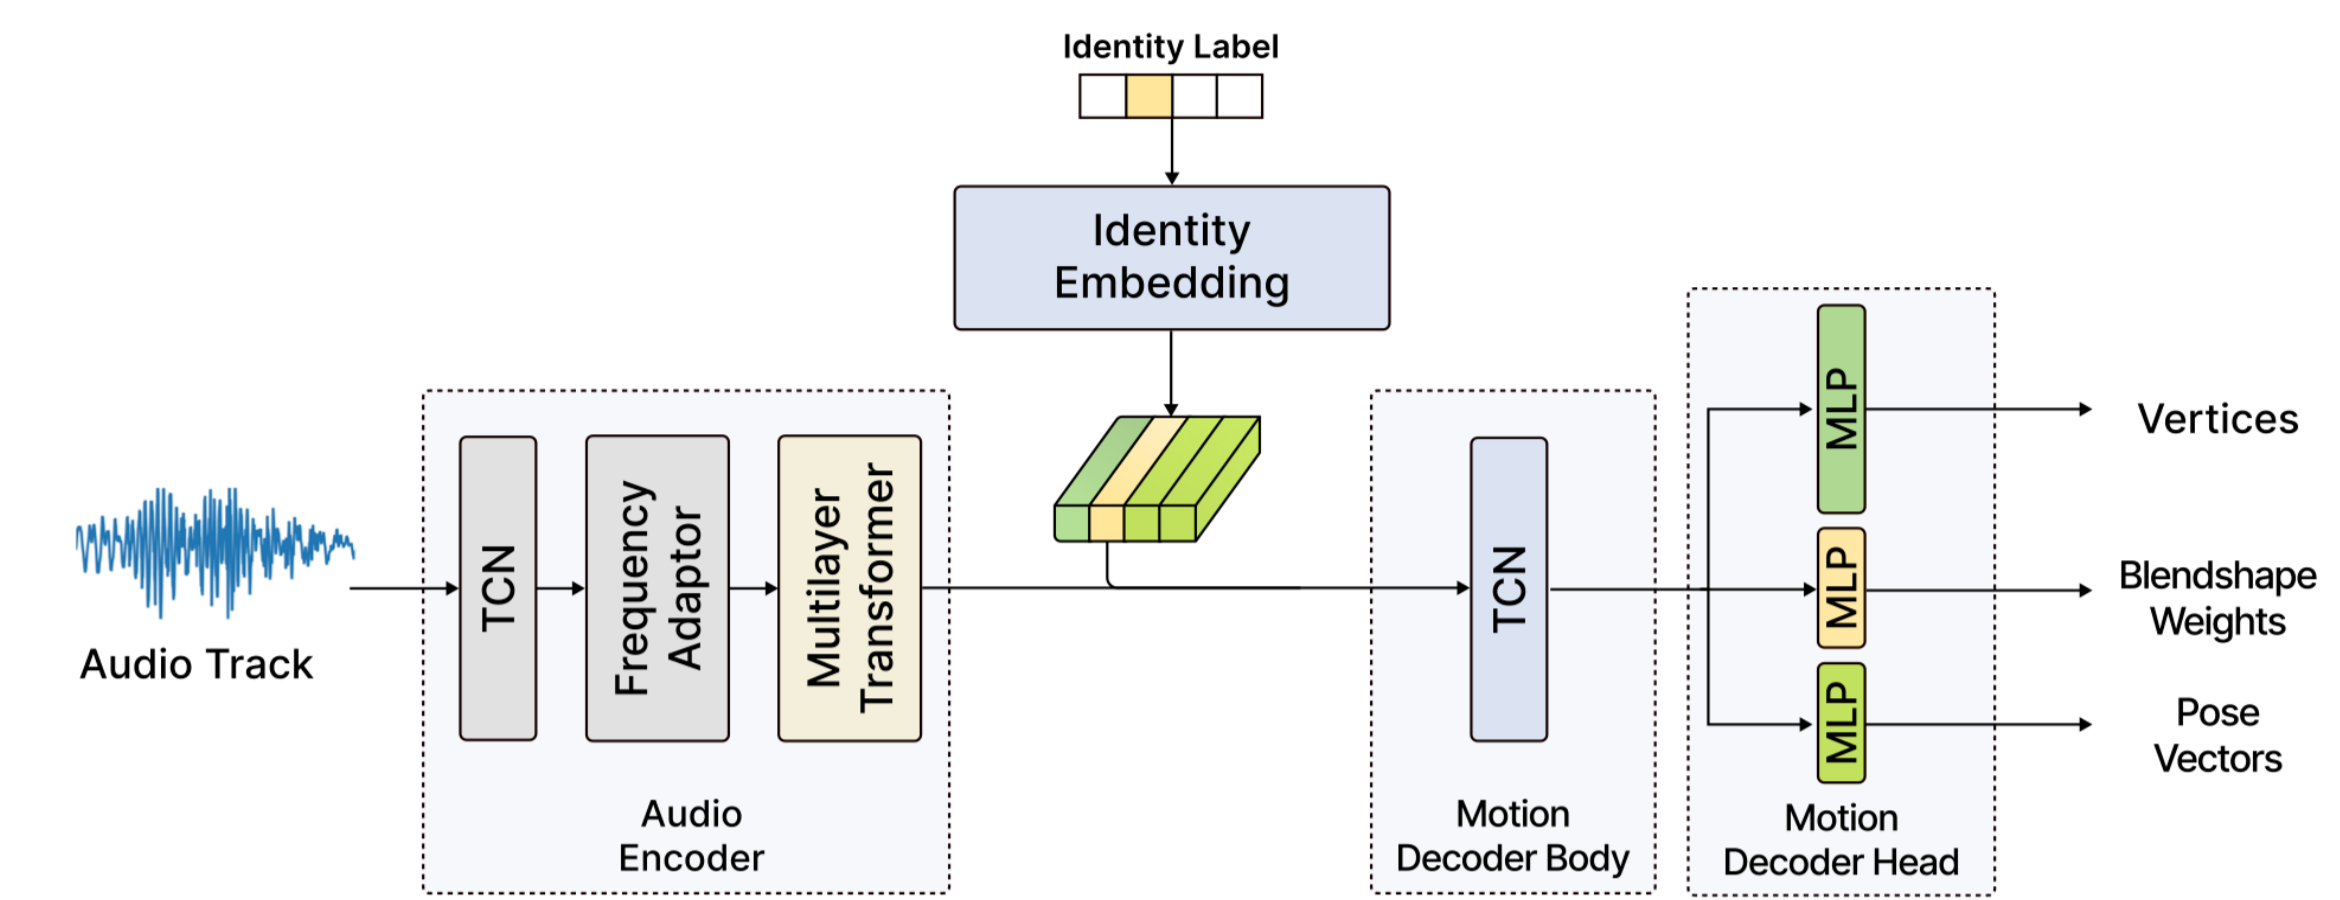 Identity Label
Identity
Embedding
Audio Track
TCN
Frequency
Adaptor
Multilayer
Transformer
Audio
Encoder
TCN
Motion
Decoder Body
MLP
MLP
MLP
Motion
Decoder Head
Vertices
Blendshape
Weights
Pose
Vectors